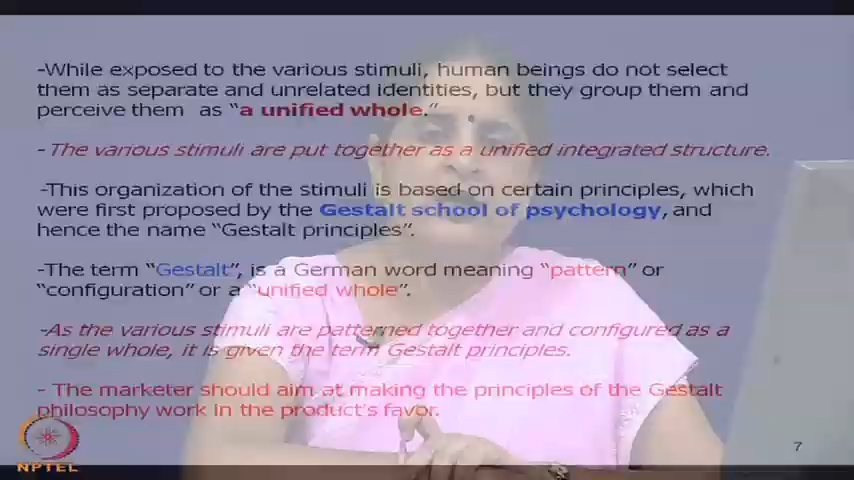 -While exposed to the various stimuli, human beings do not select
them as separate and unrelated identities, but they group them and
perceive them as “a unified whole.”
- The various stimuli are put together as a unified integrated structure.
-This organization of the stimuli is based on certain principles, which
were first proposed by the Gestalt school of psychology, and
hence the name “Gestalt principles”.
-The term “Gestalt”, is a German word meaning “pattern” or
“configuration” or a “unified whole”.
-As the various stimuli are patterned together and configured as a
single whole, it is given the term Gestalt principles.
- The marketer should aim at making the principles of the Gestalt
philosophy work in the product’s favor.
NPTEL
7